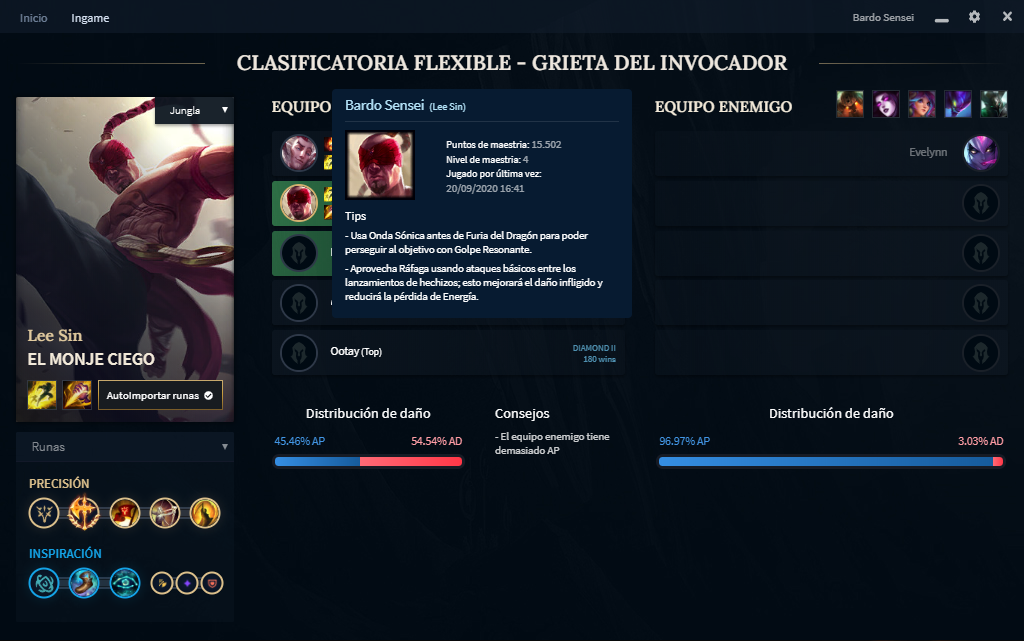 Inicio
Ingame
Bardo Sensei
CLASIFICATORIA FLEXIBLE - GRIETA DEL INVOCADOR
Jungla
Lee Sin
EL MONJE CIEGO
AutoImportar runas
Runas
PRECISIÓN
INSPIRACIÓN
EQUIPO
Bardo Sensei (Lee Sin)
Puntos de maestria: 15.502
Nivel de maestria: 4
Jugado por última vez:
20/09/2020 16:41
Tips
- Usa Onda Sónica antes de Furia del Dragón para poder
perseguir al objetivo con Golpe Resonante.
- Aprovecha Ráfaga usando ataques básicos entre los
lanzamientos de hechizos; esto mejorará el daño infligido y
reducirá la pérdida de Energía.
Ootay (Top)
DIAMOND II
180 wins
EQUIPO ENEMIGO
Evelynn
Distribución de daño
45.46% AP
54.54% AD
Consejos
- El equipo enemigo tiene
demasiado AP
Distribución de daño
96.97% AP
3.03% AD